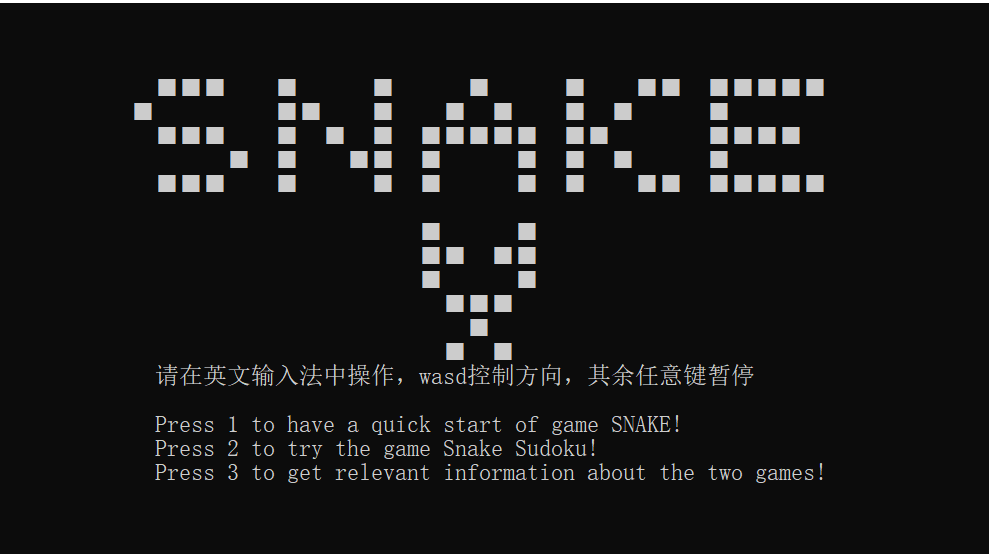 SNAKE
请在英文输入法中操作，wasd控制方向，其余任意键暂停
Press 1 to have a quick start of game SNAKE!
Press 2 to try the game Snake Sudoku!
Press 3 to get relevant information about the two games!